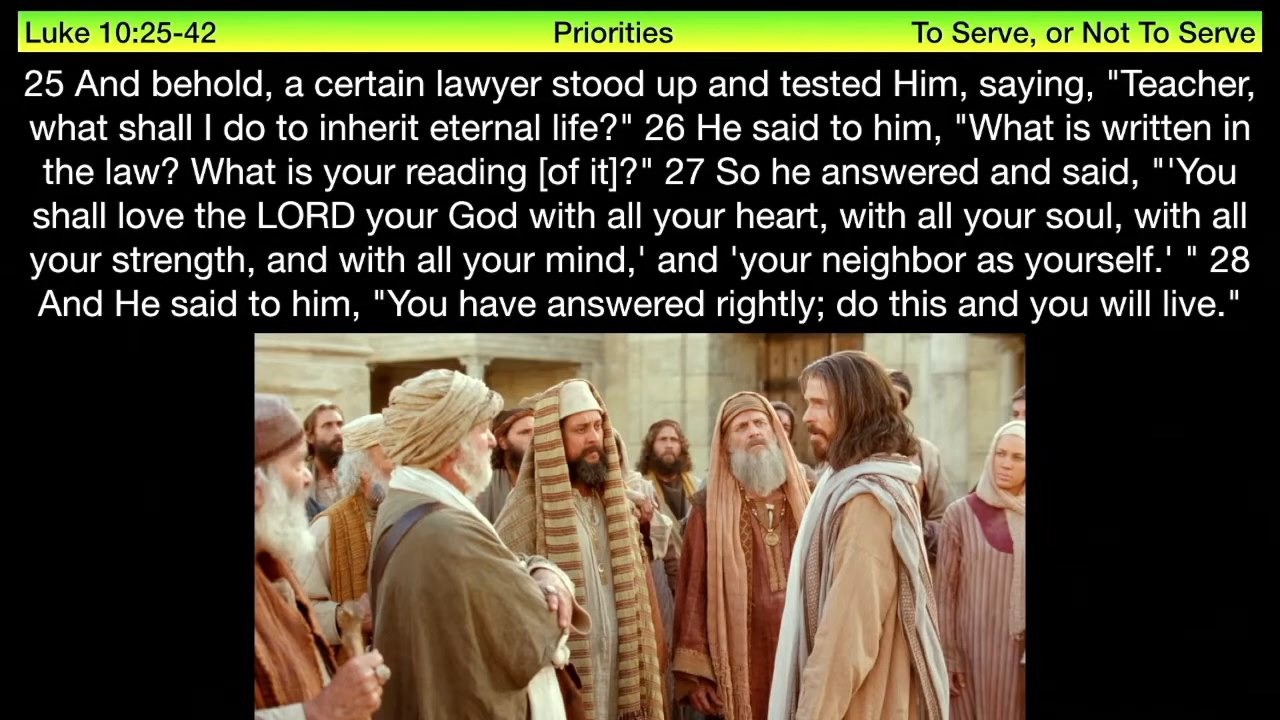 Luke 10:25-42 Priorities To Serve, or Not To Serve
25 And behold, a certain lawyer stood up and tested Him, saying, "Teacher,
what shall I do to inherit eternal life?" 26 He said to him, "What is written in
the law? What is your reading [of it]?" 27 So he answered and said, "'You
shall love the LORD your God with all your heart, with all your soul, with all
your strength, and with all your mind,' and 'your neighbor as yourself.' " 28
And He said to him, "You have answered rightly; do this and you will live."